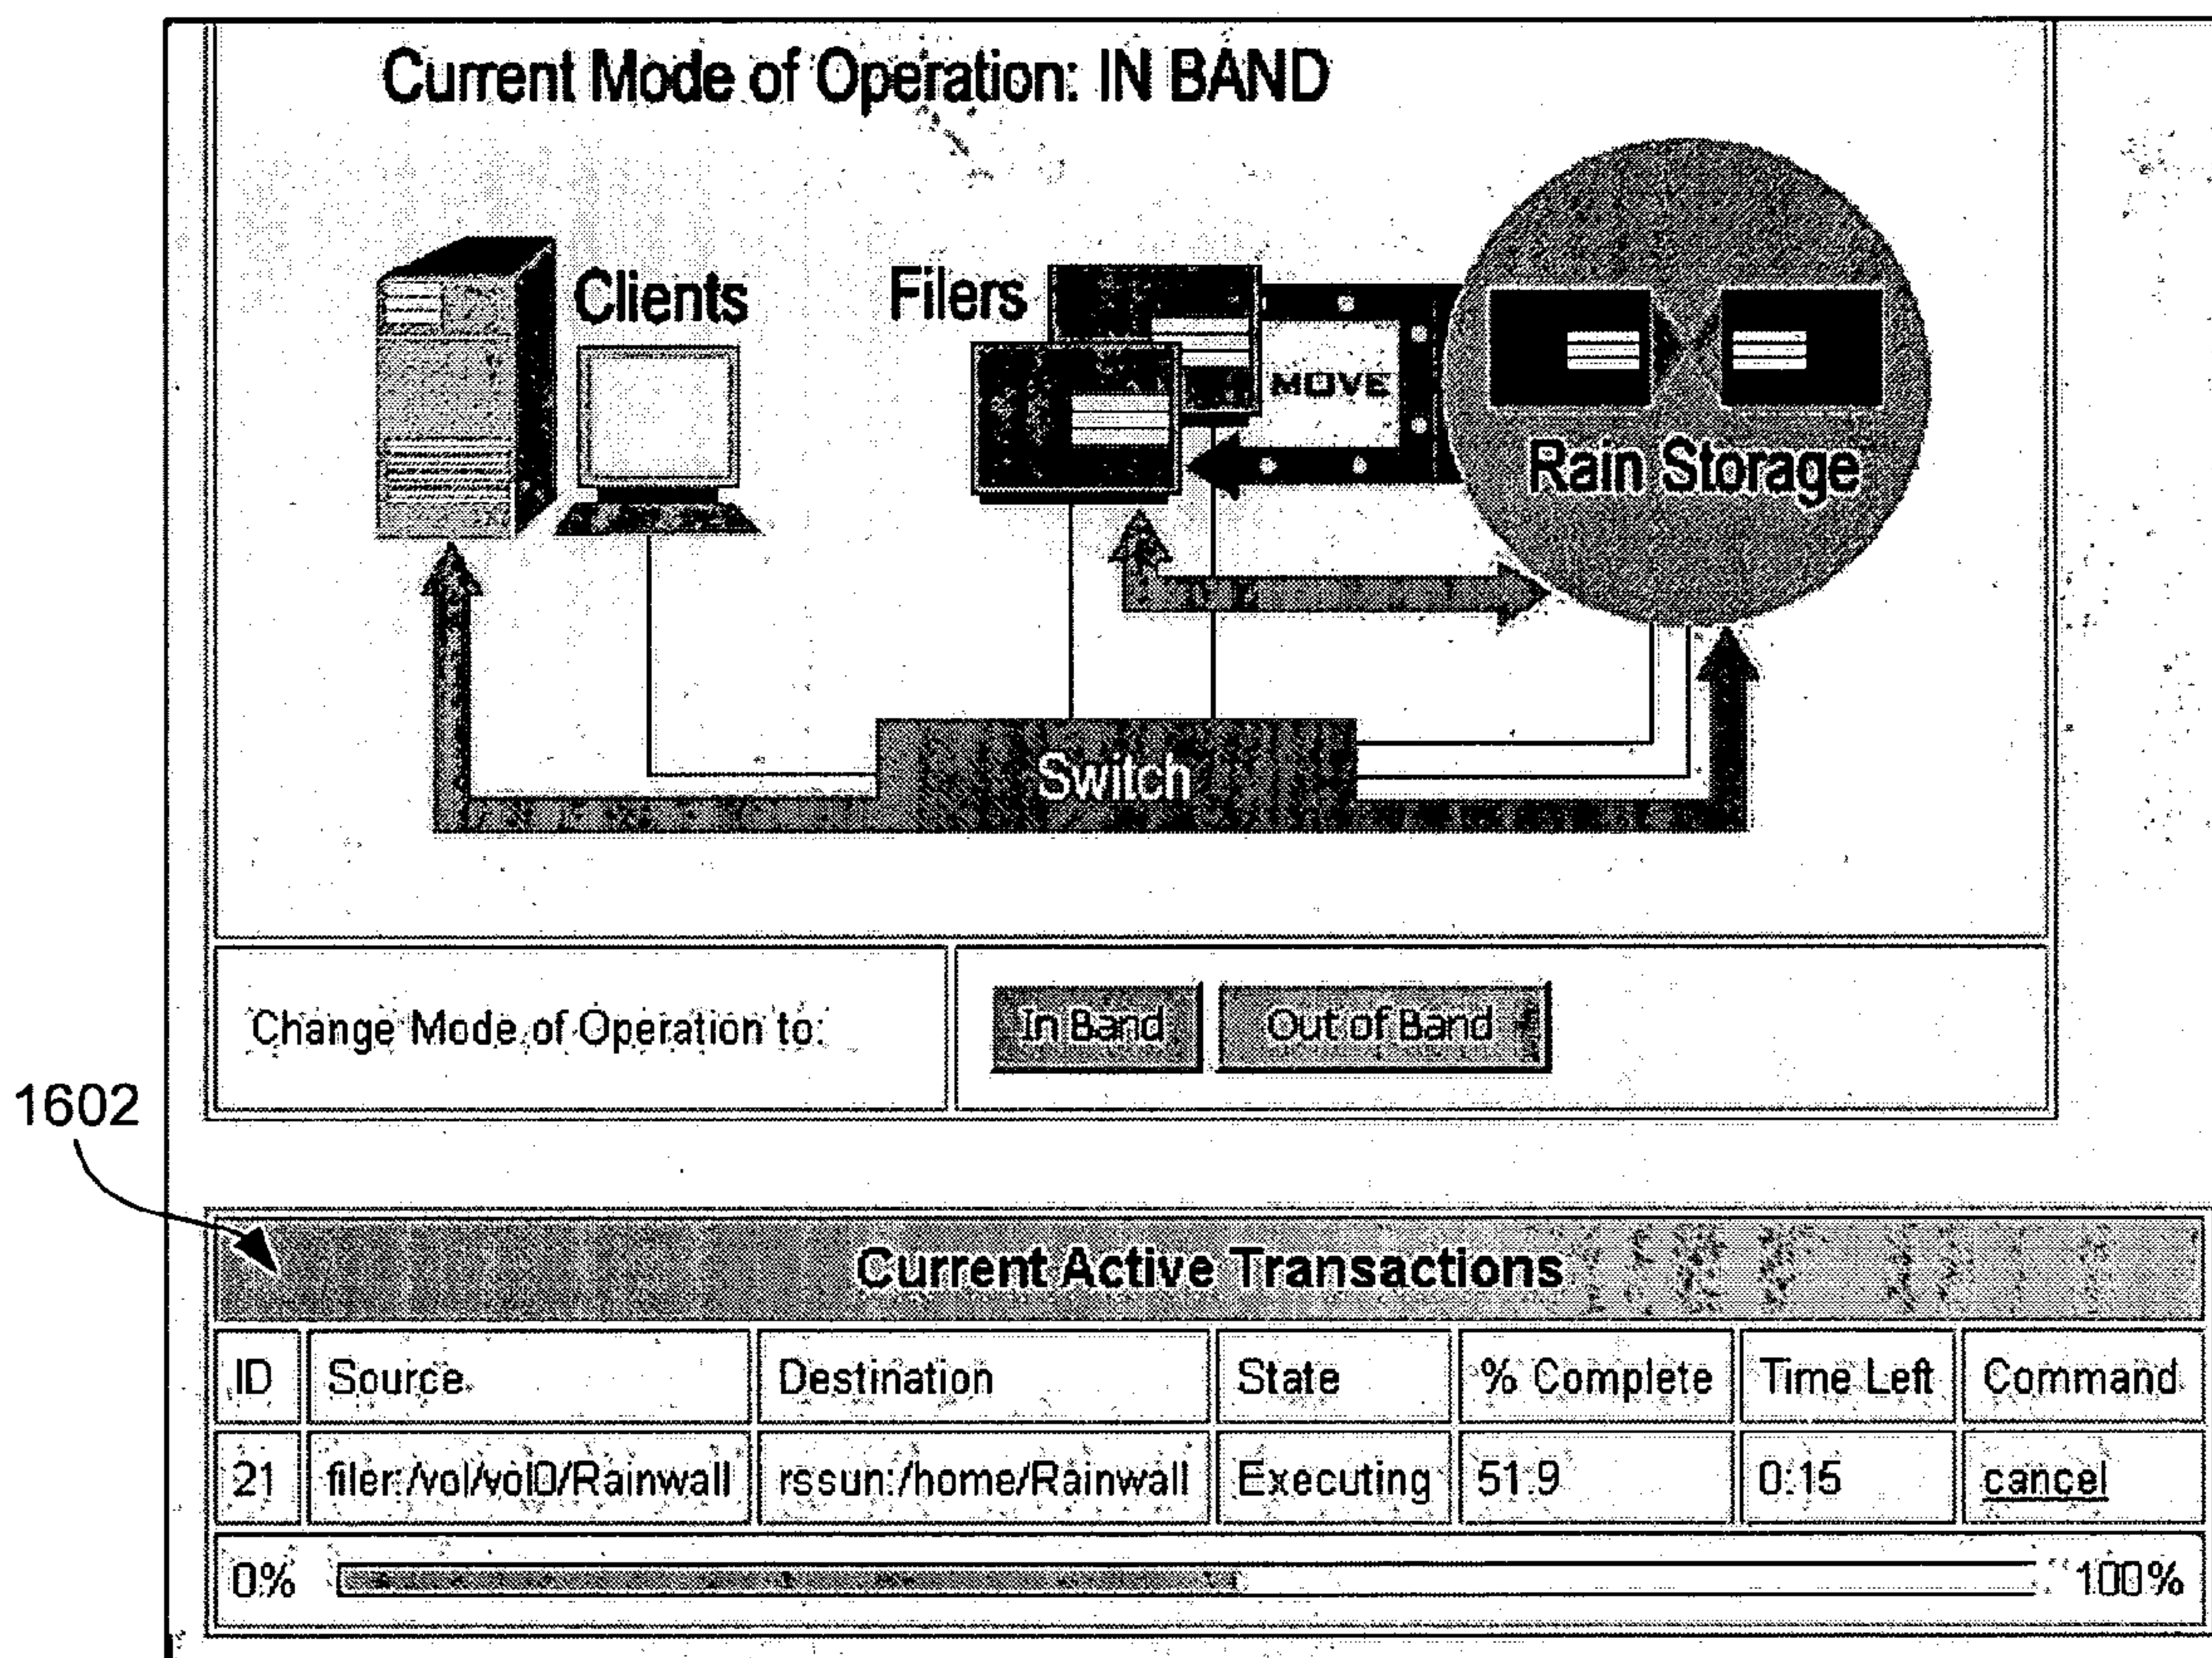 Current Mode of Operation: IN BAND
Clients
Filers
MOVE
Rain Storage
Switch
Change Mode of Operation to:
In Band
Out of Band
1602
Current Active Transactions
ID Source Destination State % Complete Time Left Command
21 filer:/vol/vol0/Rainwall rssun:/home/Rainwall Executing 51.9 0:15 cancel
0% 100%